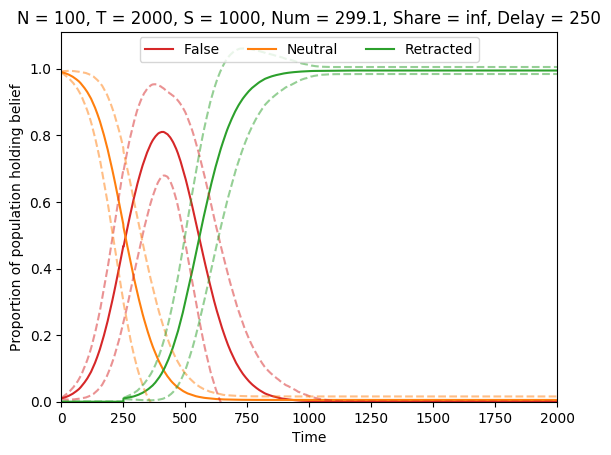 N = 100, T = 2000, S = 1000, Num = 299.1, Share = inf, Delay = 250
False Neutral Retracted
Proportion of population holding belief
1.0
0.8
0.6
0.4
0.2
0.0
0 250 500 750 1000 1250 1500 1750 2000
Time